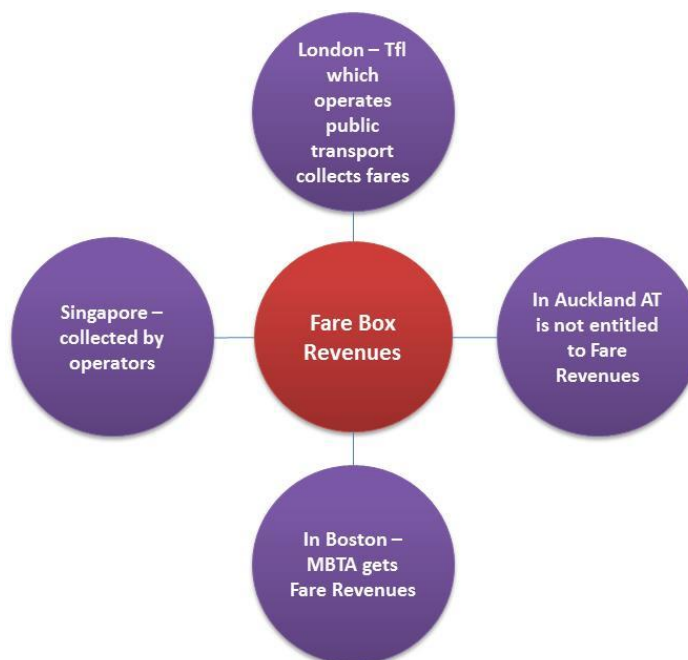 London – Tfl
which
operates
public
transport
collects fares
Singapore –
collected by
operators
Fare Box
Revenues
In Auckland AT
is not entitled
to Fare
Revenues
In Boston –
MBTA gets
Fare Revenues